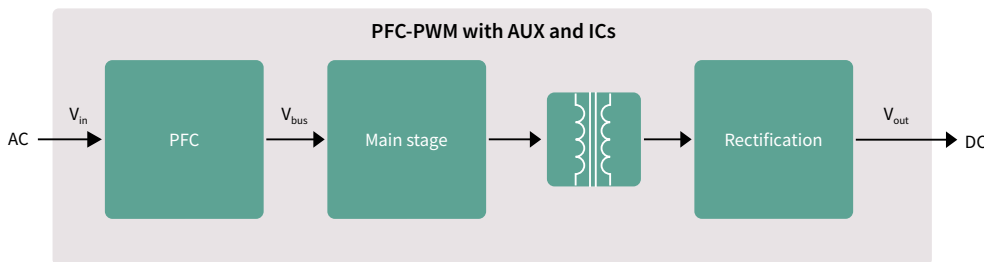 PFC-PWM with AUX and ICs
AC
Vin
PFC
Vbus
Main stage
Rectification
Vout
DC